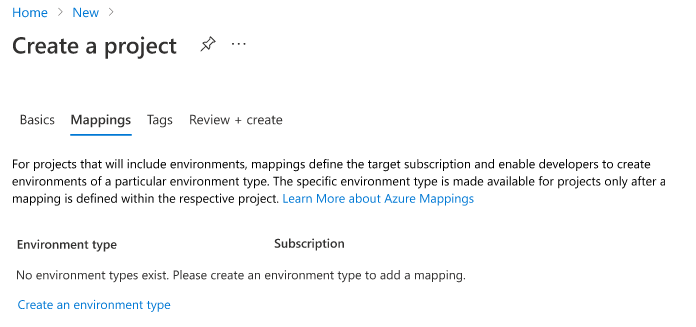 Home > New >
Create a project ...
Basics Mappings Tags Review + create
For projects that will include environments, mappings define the target subscription and enable developers to create
environments of a particular environment type. The specific environment type is made available for projects only after a
mapping is defined within the respective project. Learn More about Azure Mappings
Environment type Subscription
No environment types exist. Please create an environment type to add a mapping.
Create an environment type